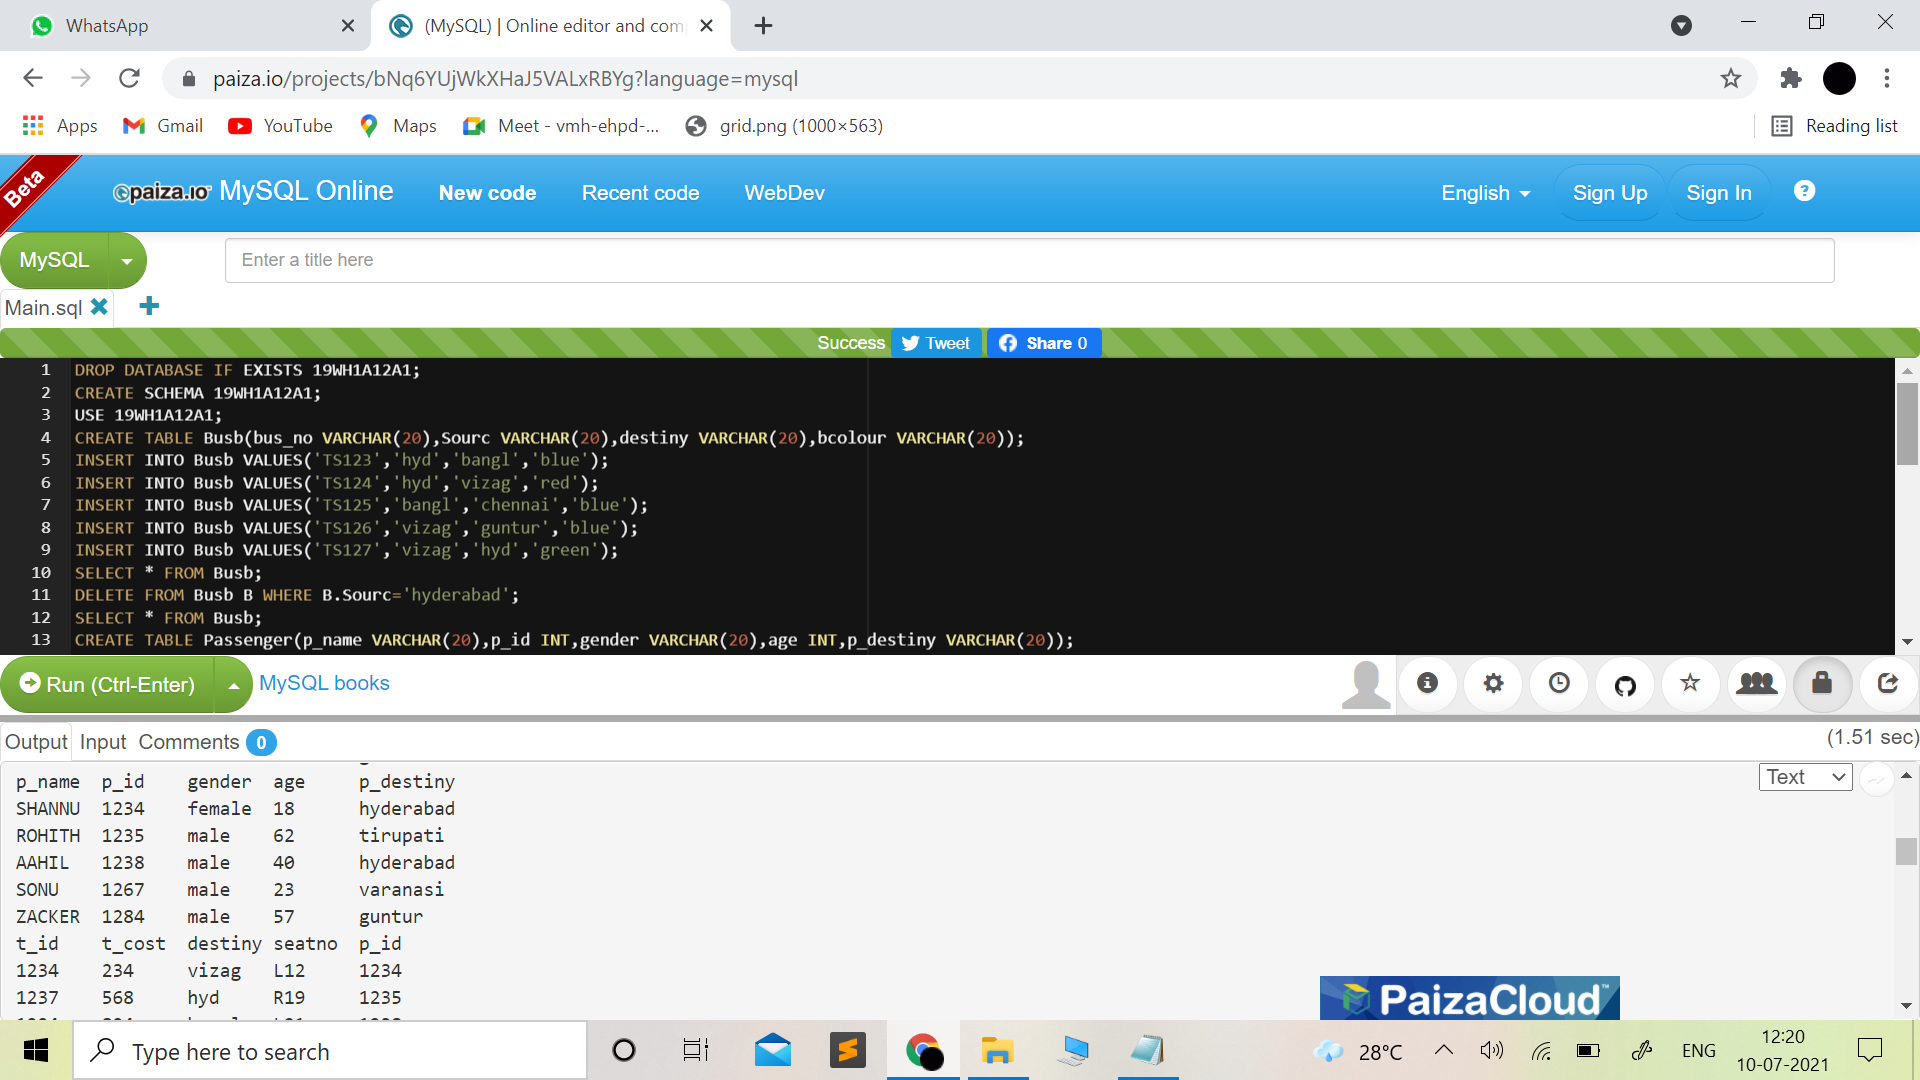 WhatsApp
(MySQL) | Online editor and com
paiza.io/projects/bNq6YUjWkXHaJ5VALxRBYg?language=mysql
Apps Gmail YouTube Maps Meet - vmh-ehpd-... grid.png (1000×563) Reading list
Beta
paiza.io MySQL Online New code Recent code WebDev English Sign Up Sign In ?
MySQL Enter a title here
Main.sql
Success Tweet Share 0
1 DROP DATABASE IF EXISTS 19WH1A12A1;
2 CREATE SCHEMA 19WH1A12A1;
3 USE 19WH1A12A1;
4 CREATE TABLE Busb(bus_no VARCHAR(20),Sourc VARCHAR(20),destiny VARCHAR(20),bcolour VARCHAR(20));
5 INSERT INTO Busb VALUES('TS123','hyd','bangl','blue');
6 INSERT INTO Busb VALUES('TS124','hyd','vizag','red');
7 INSERT INTO Busb VALUES('TS125','bangl','chennai','blue');
8 INSERT INTO Busb VALUES('TS126','vizag','guntur','blue');
9 INSERT INTO Busb VALUES('TS127','vizag','hyd','green');
10 SELECT * FROM Busb;
11 DELETE FROM Busb B WHERE B.Sourc='hyderabad';
12 SELECT * FROM Busb;
13 CREATE TABLE Passenger(p_name VARCHAR(20),p_id INT,gender VARCHAR(20),age INT,p_destiny VARCHAR(20));
Run (Ctrl-Enter) MySQL books
Output Input Comments 0 (1.51 sec)
Text
p_name p_id gender age p_destiny
SHANNU 1234 female 18 hyderabad
ROHITH 1235 male 62 tirupati
AAHIL 1238 male 40 hyderabad
SONU 1267 male 23 varanasi
ZACKER 1284 male 57 guntur
t_id t_cost destiny seatno p_id
1234 234 vizag L12 1234
1237 568 hyd R19 1235
PaizaCloud™
Type here to search 28°C ENG 12:20
10-07-2021